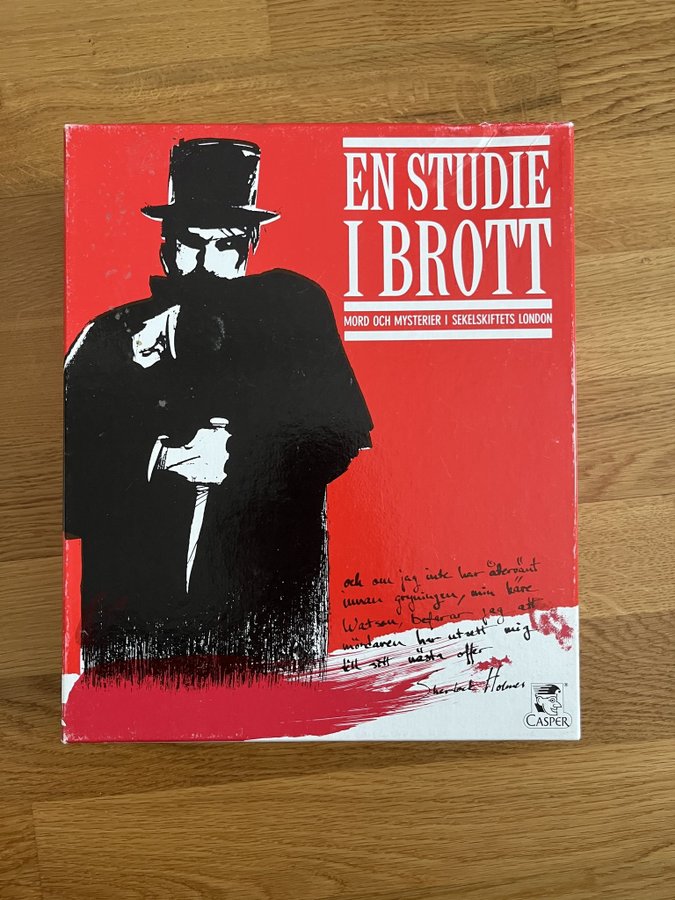 EN STUDIE
I BROTT
MORD OCH MYSTERIER I SEKELSKIFTETS LONDON
och om jag inte har återvänt
innan gryningen, min käre
Watson, befarar jag att
mördaren har utsett mig
till sitt nästa offer
Sherlock Holmes
CASPER